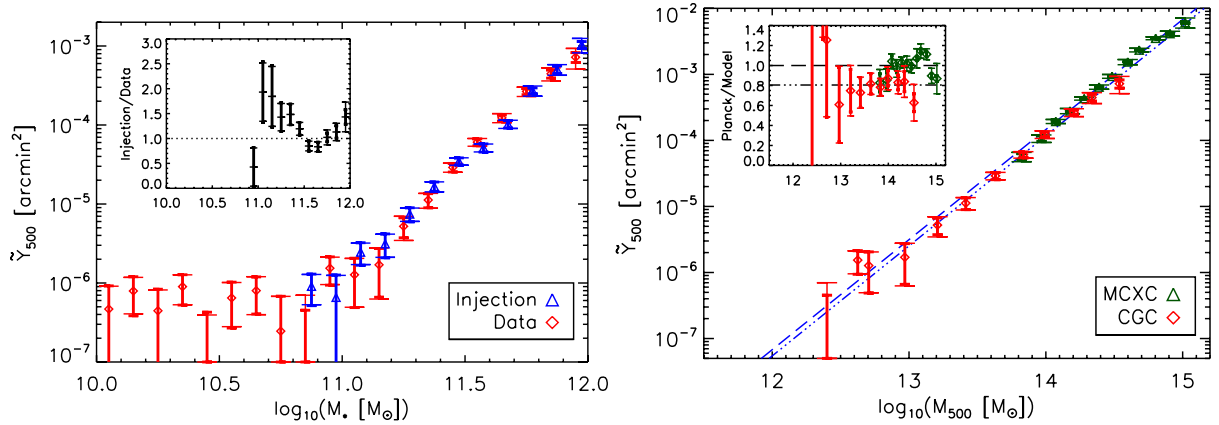 10⁻³
10⁻⁴
10⁻⁵
10⁻⁶
10⁻⁷
Ỹ₅₀₀ [arcmin²]
3.0
2.5
2.0
1.5
1.0
0.5
0.0
Injection/Data
10.0 10.5 11.0 11.5 12.0
Injection
Data
10.0 10.5 11.0 11.5 12.0
log₁₀(M⋆ [M⊙])
10⁻²
10⁻³
10⁻⁴
10⁻⁵
10⁻⁶
10⁻⁷
Ỹ₅₀₀ [arcmin²]
1.4
1.2
1.0
0.8
0.6
0.4
0.2
0.0
Planck/Model
12 13 14 15
MCXC
CGC
12 13 14 15
log₁₀(M₅₀₀ [M⊙])